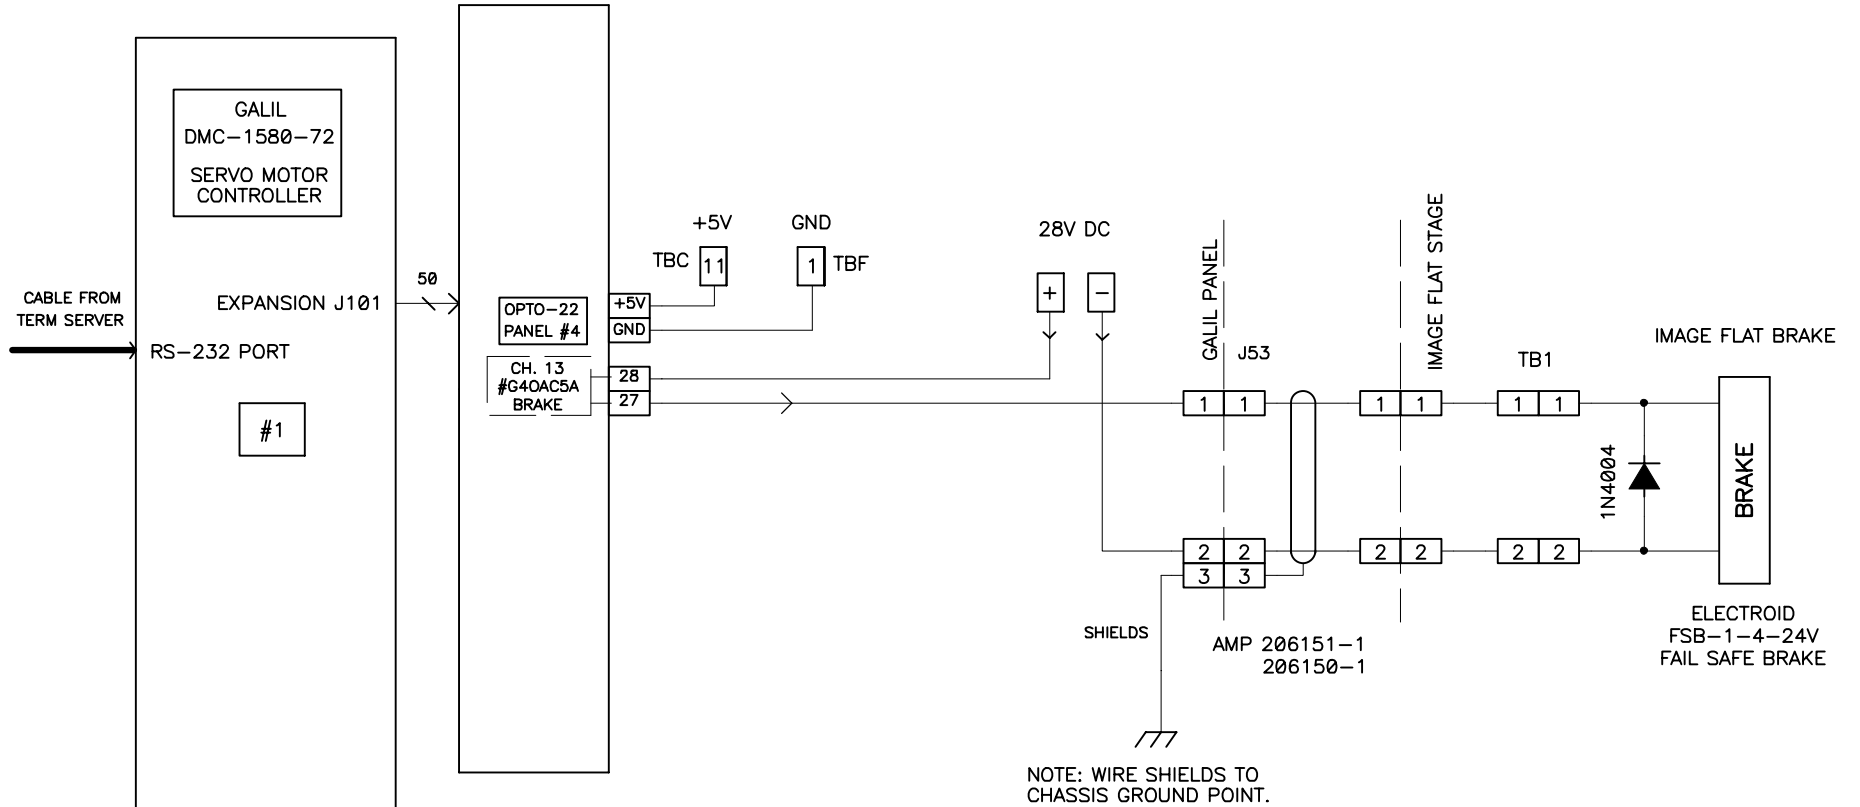 GALIL
DMC-1580-72
SERVO MOTOR
CONTROLLER
CABLE FROM
TERM SERVER
EXPANSION J101
RS-232 PORT
#1
50
OPTO-22
PANEL #4
+5V
GND
CH. 13
#G4OAC5A
BRAKE
28
27
+5V
TBC 11
GND
1 TBF
28V DC
+ -
GALIL PANEL
J53
IMAGE FLAT STAGE
TB1
IMAGE FLAT BRAKE
1 1
1 1
1 1
2 2
3 3
2 2
2 2
1N4004
BRAKE
SHIELDS
AMP 206151-1
206150-1
ELECTROID
FSB-1-4-24V
FAIL SAFE BRAKE
NOTE: WIRE SHIELDS TO
CHASSIS GROUND POINT.